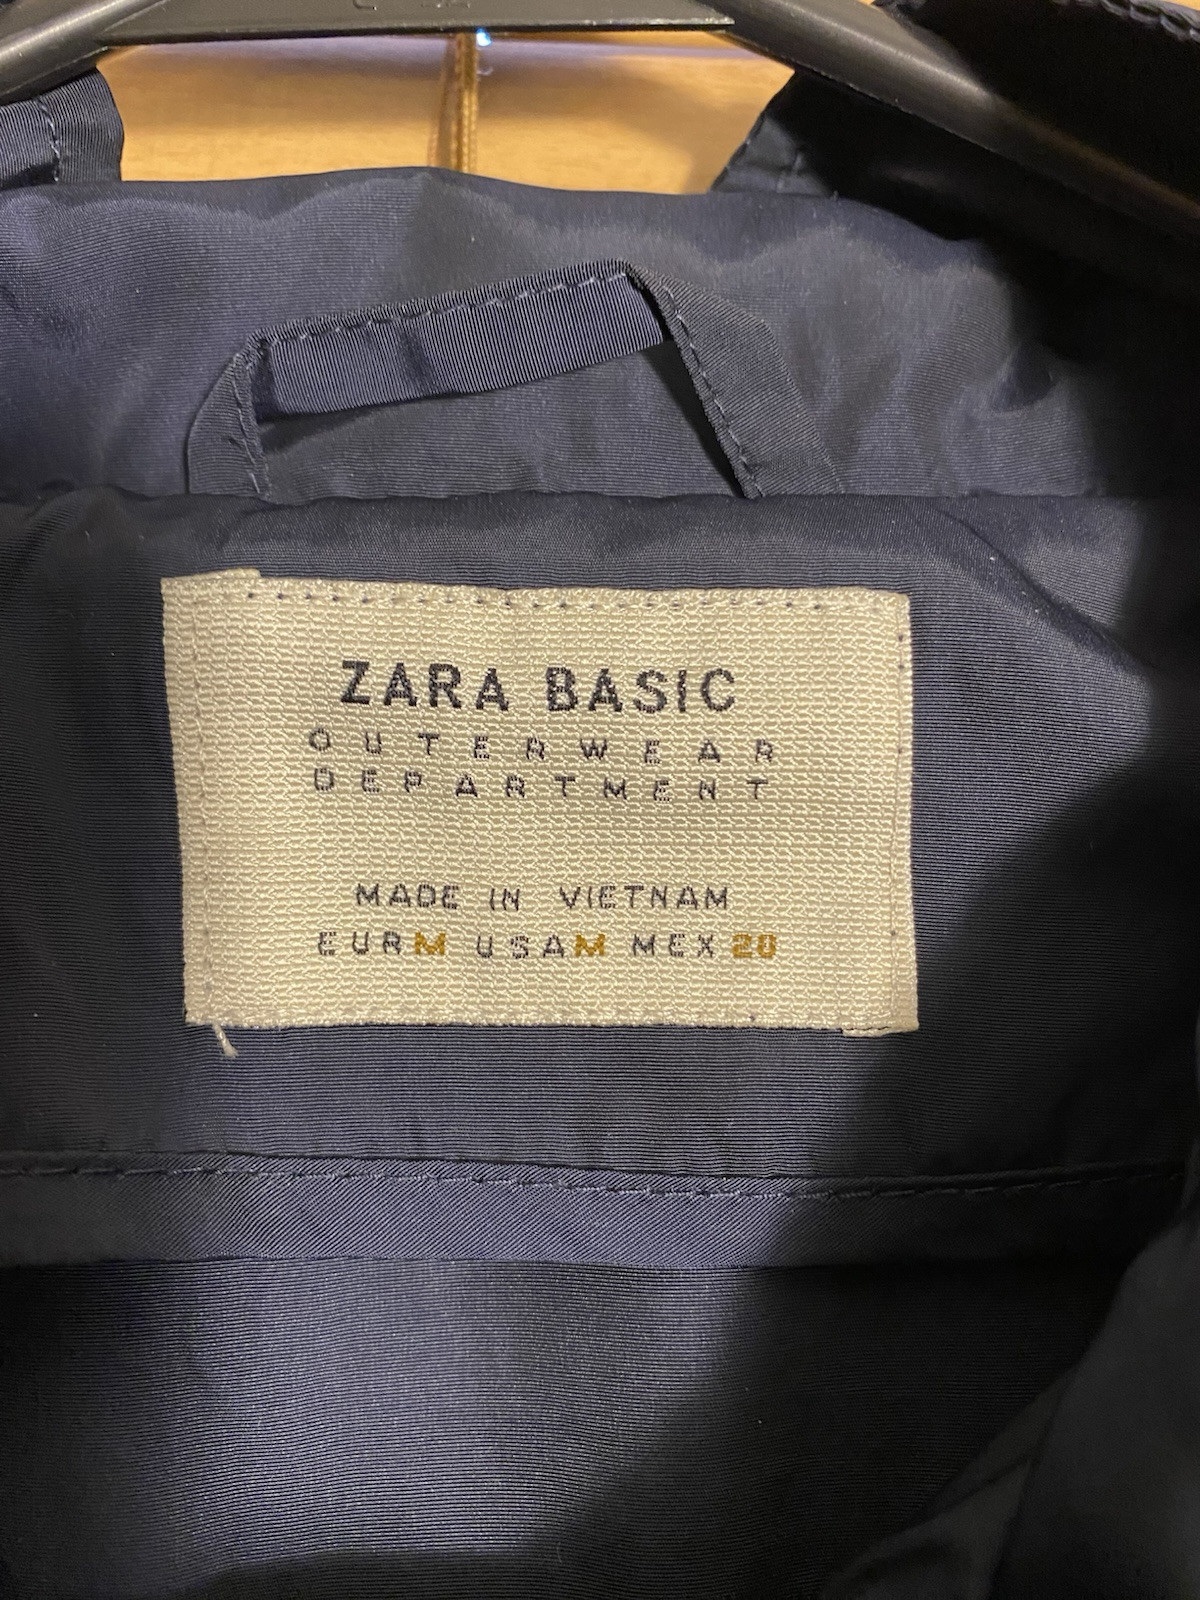 ZARA BASIC
OUTERWEAR
DEPARTMENT
MADE IN VIETNAM
EUR M USA M MEX 28